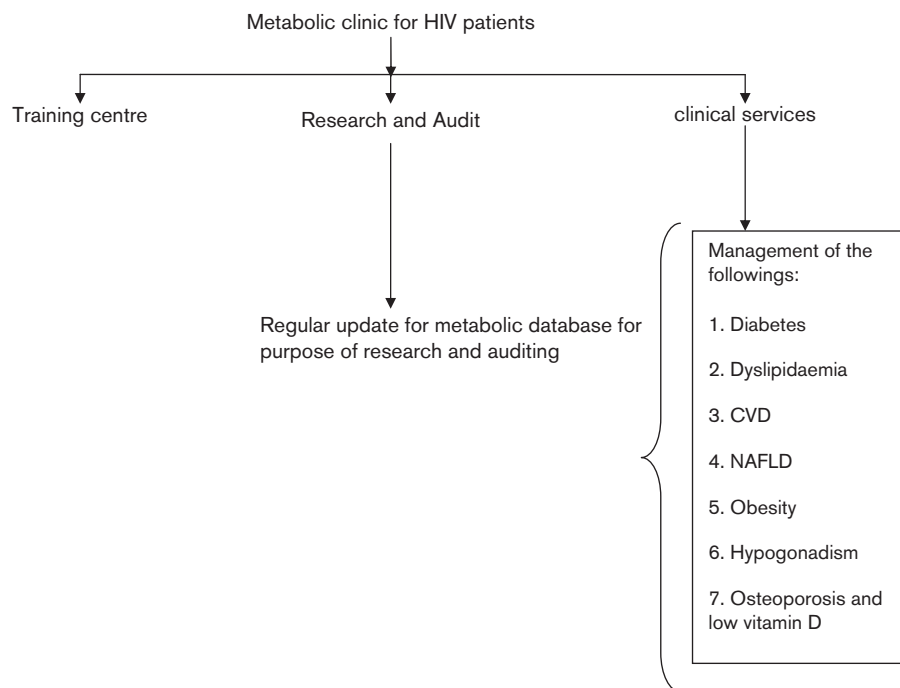 Metabolic clinic for HIV patients
Training centre
Research and Audit
clinical services
Regular update for metabolic database for
purpose of research and auditing
Management of the
followings:
1. Diabetes
2. Dyslipidaemia
3. CVD
4. NAFLD
5. Obesity
6. Hypogonadism
7. Osteoporosis and
low vitamin D